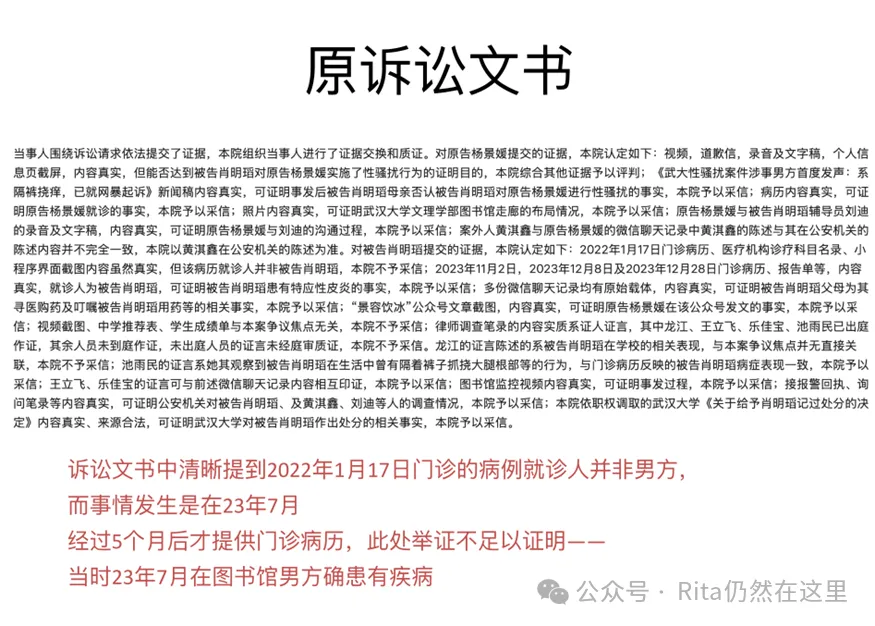 原诉讼文书
当事人围绕诉讼请求依法提交了证据，本院组织当事人进行了证据交换和质证。对原告杨景媛提交的证据，本院认定如下：视频，道歉信，录音及文字稿，个人信
息页截屏，内容真实，但能否达到被告肖明瑫对原告杨景媛实施了性骚扰行为的证明目的，本院综合其他证据予以评判；《武大性骚扰案件涉事男方首度发声：系
隔裤挠痒，已就网暴起诉》新闻稿内容真实，可证明事发后被告肖明瑫母亲否认被告肖明瑫对原告杨景媛进行性骚扰的事实，本院予以采信；病历内容真实，可证
明原告杨景媛就诊的事实，本院予以采信；照片内容真实，可证明武汉大学文理学部图书馆走廊的布局情况，本院予以采信；原告杨景媛与被告肖明瑫辅导员刘迪
的录音及文字稿，内容真实，可证明原告杨景媛与刘迪的沟通过程，本院予以采信；案外人黄淇鑫与原告杨景媛的微信聊天记录中黄淇鑫的陈述与其在公安机关的
陈述内容并不完全一致，本院以黄淇鑫在公安机关的陈述为准。对被告肖明瑫提交的证据，本院认定如下：2022年1月17日门诊病历、医疗机构诊疗科目名录、小
程序界面截图内容虽然真实，但该病历就诊人并非被告肖明瑫，本院不予采信；2023年11月2日，2023年12月8日及2023年12月28日门诊病历、报告单等，内容
真实，就诊人为被告肖明瑫，可证明被告肖明瑫患有特应性皮炎的事实，本院予以采信；多份微信聊天记录均有原始载体，内容真实，可证明被告肖明瑫父母为其
寻医购药及叮嘱被告肖明瑫用药等的相关事实，本院予以采信；“景容饮冰”公众号文章截图，内容真实，可证明原告杨景媛在该公众号发文的事实，本院予以采
信；视频截图、中学推荐表、学生成绩单与本案争议焦点无关，本院不予采信；律师调查笔录的内容实质系证人证言，其中龙江、王立飞、乐佳宝、池雨民已出庭
作证，其余人员未到庭作证，未出庭人员的证言未经庭审质证，本院不予采信。龙江的证言陈述的系被告肖明瑫在学校的相关表现，与本案争议焦点并无直接关
联，本院不予采信；池雨民的证言系她其观察到被告肖明瑫在生活中曾有隔着裤子抓挠大腿根部等的行为，与门诊病历反映的被告肖明瑫病症表现一致，本院予以
采信；王立飞、乐佳宝的证言可与前述微信聊天记录内容相互印证，本院予以采信；图书馆监控视频内容真实，可证明事发过程，本院予以采信；接报警回执、询
问笔录等内容真实，可证明公安机关对被告肖明瑫、及黄淇鑫、刘迪等人的调查情况，本院予以采信；本院依职权调取的武汉大学《关于给予肖明瑫记过处分的决
定》内容真实、来源合法，可证明武汉大学对被告肖明瑫作出处分的相关事实，本院予以采信。
诉讼文书中清晰提到2022年1月17日门诊的病例就诊人并非男方，
而事情发生是在23年7月
经过5个月后才提供门诊病历，此处举证不足以证明——
当时23年7月在图书馆男方确患有疾病
公众号 · Rita仍然在这里